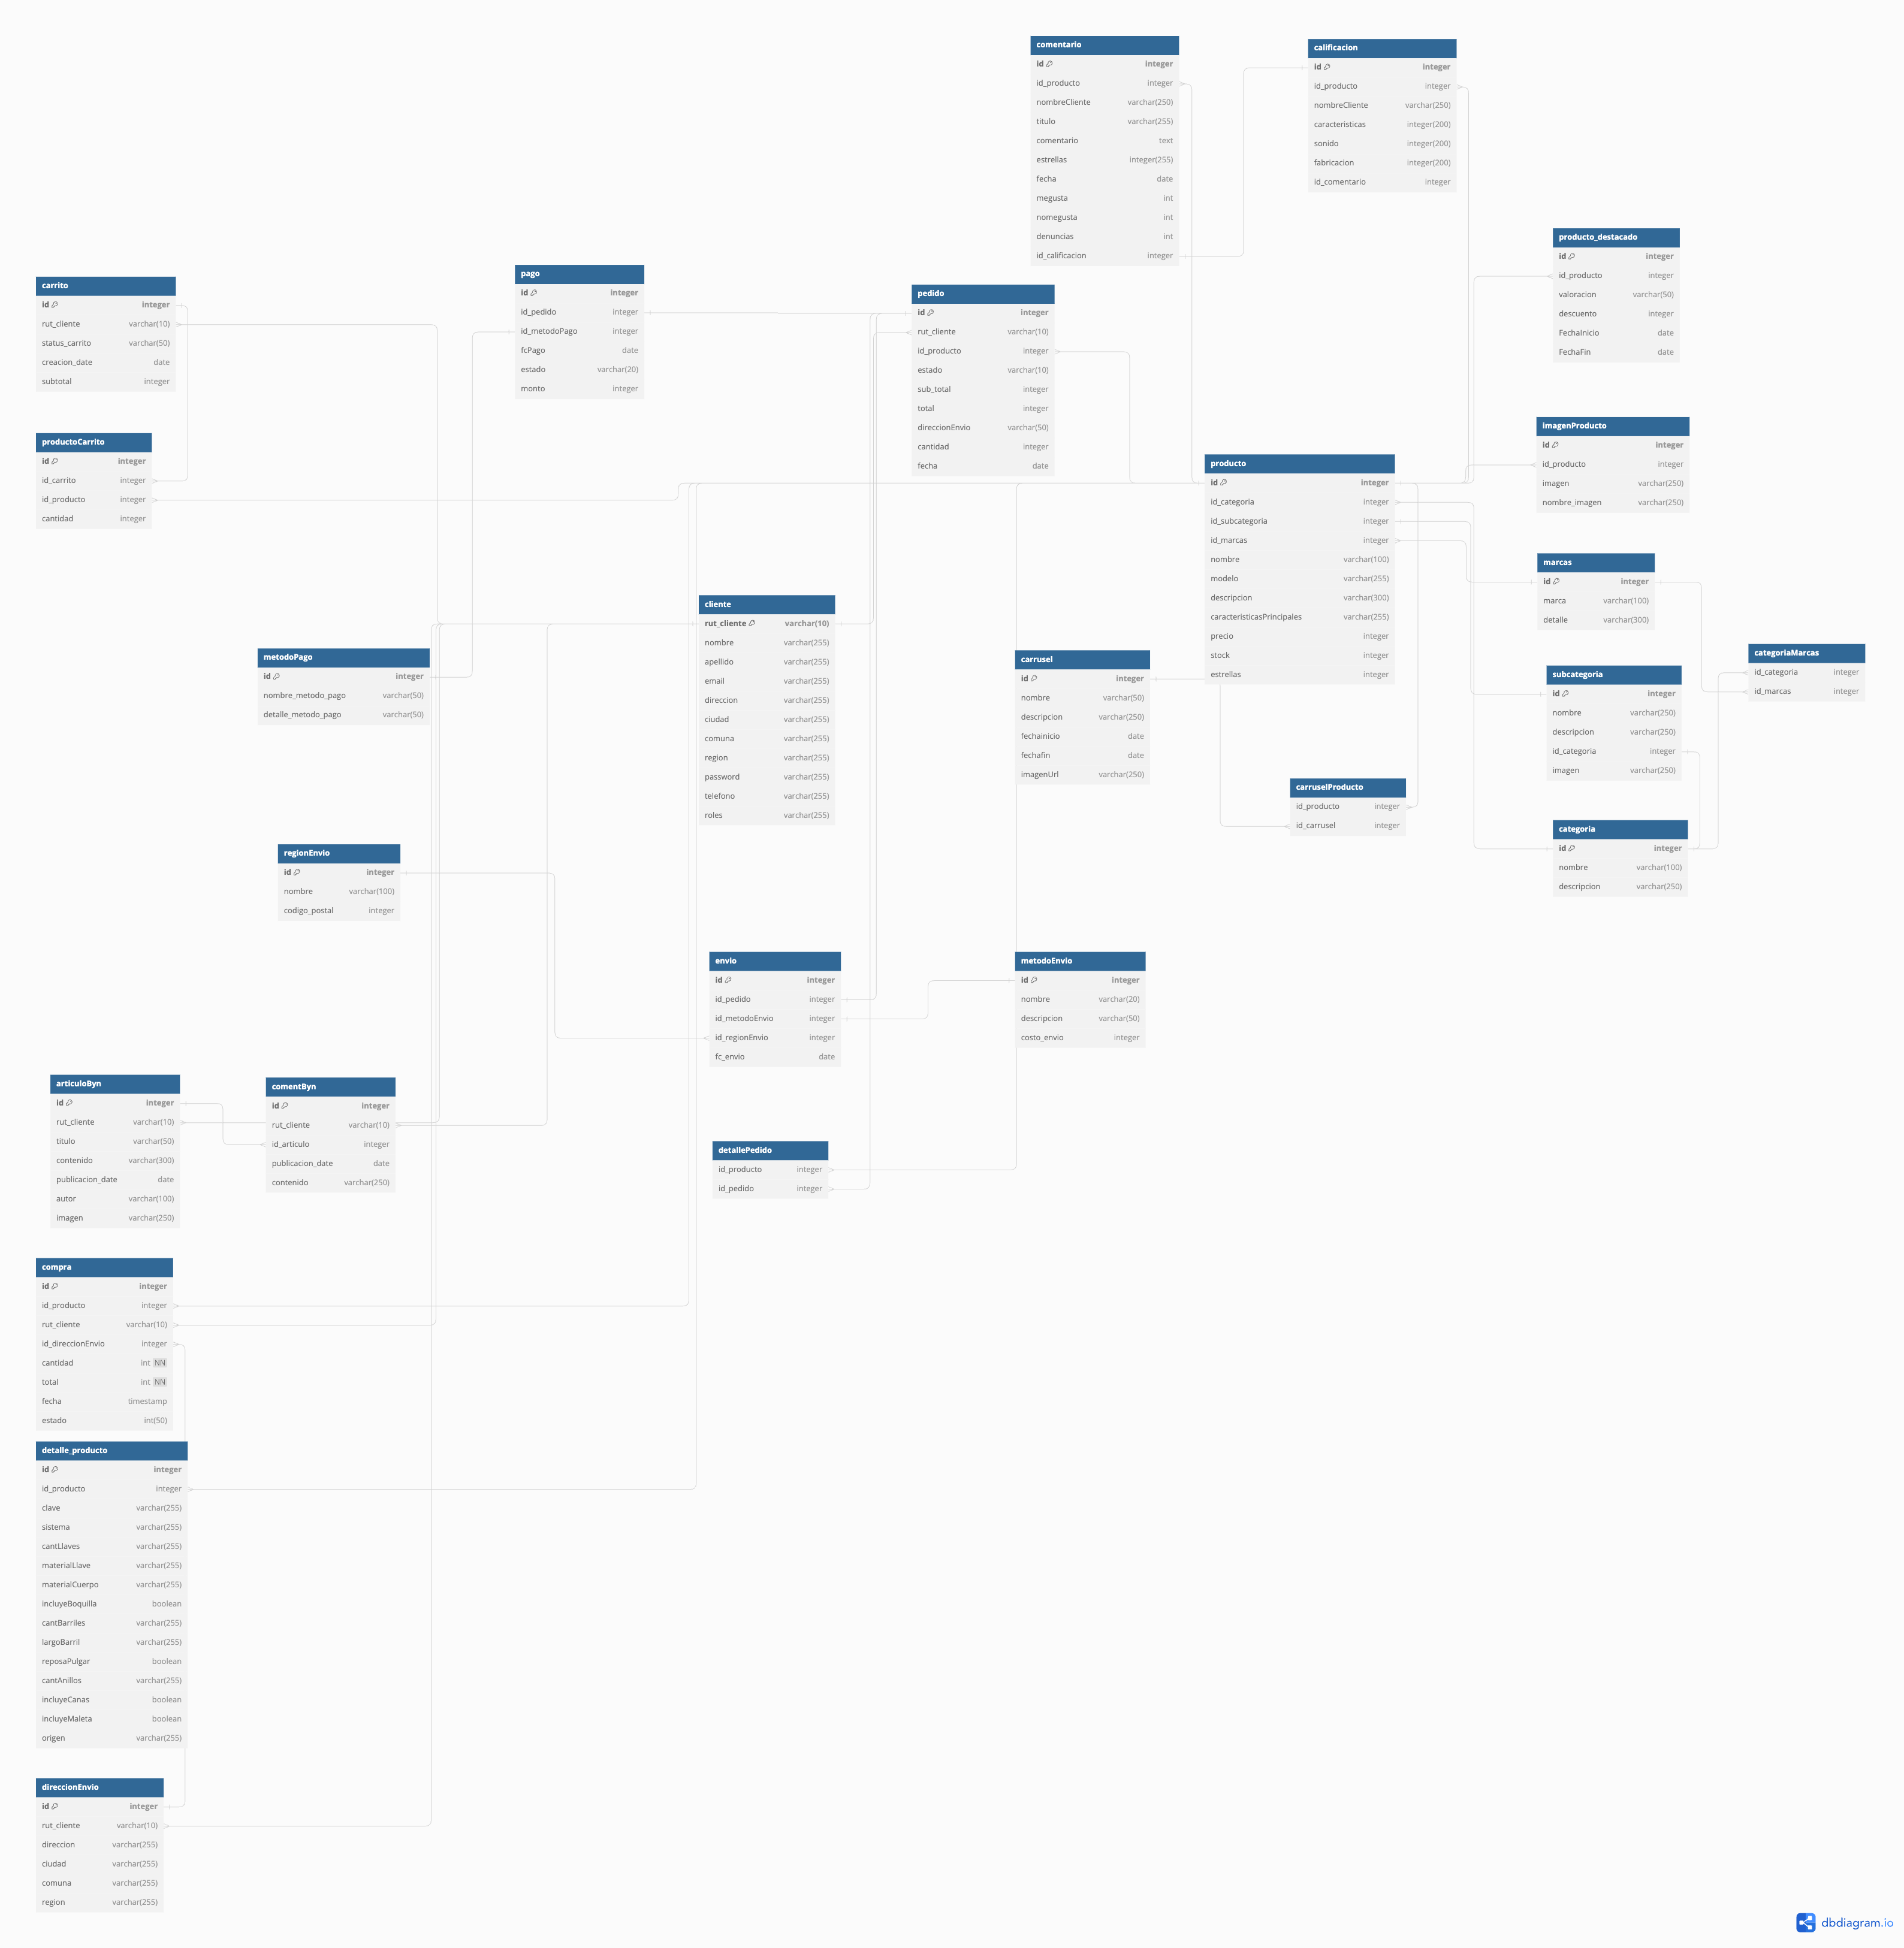 comentario
id integer
id_producto integer
nombreCliente varchar(250)
titulo varchar(255)
comentario text
estrellas integer(255)
fecha date
megusta int
nomegusta int
denuncias int
id_calificacion integer
calificacion
id integer
id_producto integer
nombreCliente varchar(250)
caracteristicas integer(200)
sonido integer(200)
fabricacion integer(200)
id_comentario integer
producto_destacado
id integer
id_producto integer
valoracion varchar(50)
descuento integer
FechaInicio date
FechaFin date
carrito
id integer
rut_cliente varchar(10)
status_carrito varchar(50)
creacion_date date
subtotal integer
pago
id integer
id_pedido integer
id_metodoPago integer
fcPago date
estado varchar(20)
monto integer
pedido
id integer
rut_cliente varchar(10)
id_producto integer
estado varchar(10)
sub_total integer
total integer
direccionEnvio varchar(50)
cantidad integer
fecha date
productoCarrito
id integer
id_carrito integer
id_producto integer
cantidad integer
producto
id integer
id_categoria integer
id_subcategoria integer
id_marcas integer
nombre varchar(100)
modelo varchar(255)
descripcion varchar(300)
caracteristicasPrincipales varchar(255)
precio integer
stock integer
estrellas integer
imagenProducto
id integer
id_producto integer
imagen varchar(250)
nombre_imagen varchar(250)
marcas
id integer
marca varchar(100)
detalle varchar(300)
categoriaMarcas
id_categoria integer
id_marcas integer
subcategoria
id integer
nombre varchar(250)
descripcion varchar(250)
id_categoria integer
imagen varchar(250)
metodoPago
id integer
nombre_metodo_pago varchar(50)
detalle_metodo_pago varchar(50)
cliente
rut_cliente varchar(10)
nombre varchar(255)
apellido varchar(255)
email varchar(255)
direccion varchar(255)
ciudad varchar(255)
comuna varchar(255)
region varchar(255)
password varchar(255)
telefono varchar(255)
roles varchar(255)
carrusel
id integer
nombre varchar(50)
descripcion varchar(250)
fechainicio date
fechafin date
imagenUrl varchar(250)
carruselProducto
id_producto integer
id_carrusel integer
categoria
id integer
nombre varchar(100)
descripcion varchar(250)
regionEnvio
id integer
nombre varchar(100)
codigo_postal integer
envio
id integer
id_pedido integer
id_metodoEnvio integer
id_regionEnvio integer
fc_envio date
metodoEnvio
id integer
nombre varchar(20)
descripcion varchar(50)
costo_envio integer
articuloByn
id integer
rut_cliente varchar(10)
titulo varchar(50)
contenido varchar(300)
publicacion_date date
autor varchar(100)
imagen varchar(250)
comentByn
id integer
rut_cliente varchar(10)
id_articulo integer
publicacion_date date
contenido varchar(250)
detallePedido
id_producto integer
id_pedido integer
compra
id integer
id_producto integer
rut_cliente varchar(10)
id_direccionEnvio integer
cantidad int NN
total int NN
fecha timestamp
estado int(50)
detalle_producto
id integer
id_producto integer
clave varchar(255)
sistema varchar(255)
cantLlaves varchar(255)
materialLlave varchar(255)
materialCuerpo varchar(255)
incluyeBoquilla boolean
cantBarriles varchar(255)
largoBarril varchar(255)
reposaPulgar boolean
cantAnillos varchar(255)
incluyeCanas boolean
incluyeMaleta boolean
origen varchar(255)
direccionEnvio
id integer
rut_cliente varchar(10)
direccion varchar(255)
ciudad varchar(255)
comuna varchar(255)
region varchar(255)
dbdiagram.io